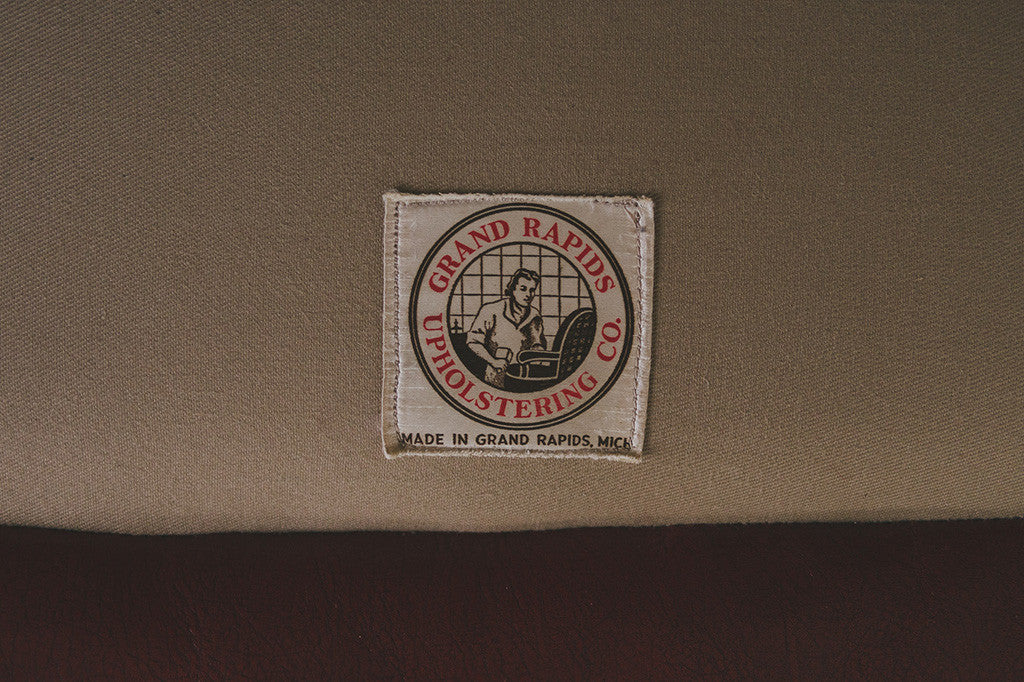 GRAND RAPIDS
UPHOLSTERING CO.
MADE IN GRAND RAPIDS, MICH